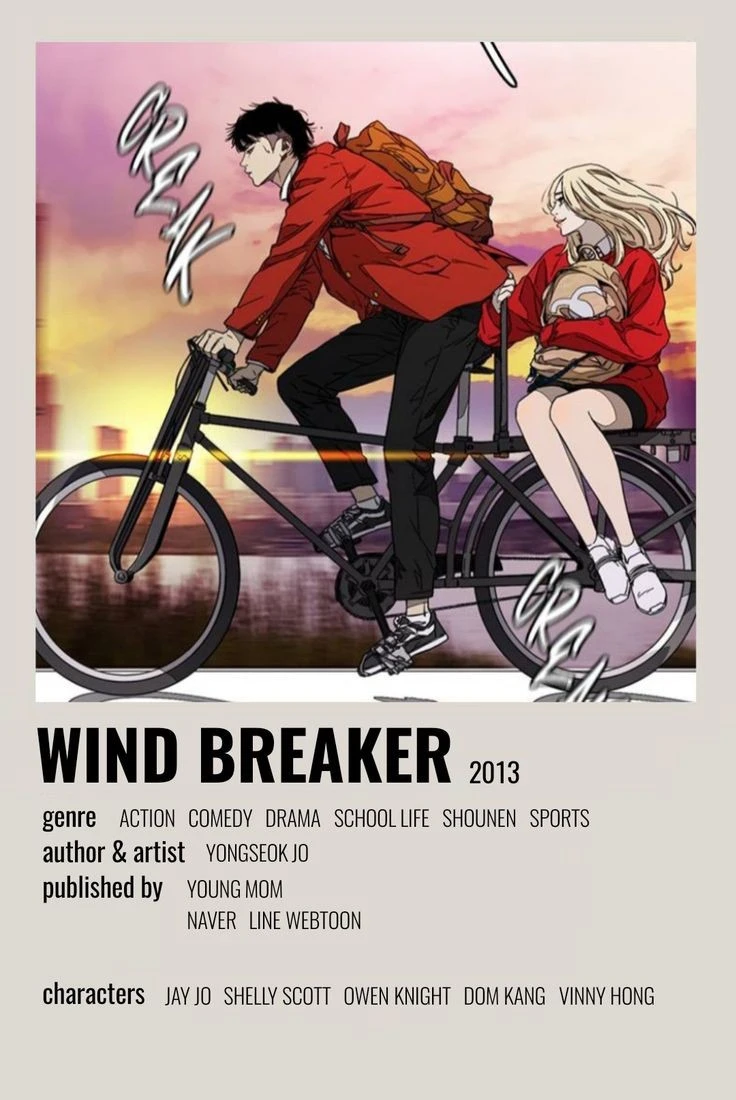 CREAK
CREA
WIND BREAKER 2013
genre ACTION COMEDY DRAMA SCHOOL LIFE SHOUNEN SPORTS
author & artist YONGSEOK JO
published by YOUNG MOM
NAVER LINE WEBTOON
characters JAY JO SHELLY SCOTT OWEN KNIGHT DOM KANG VINNY HONG